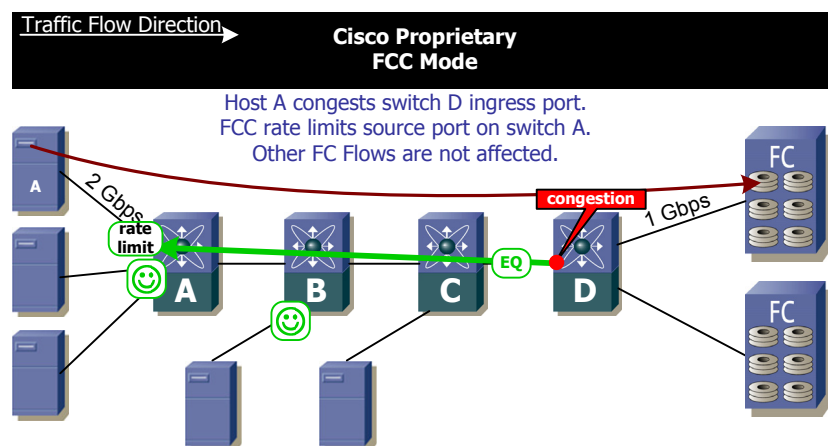 Traffic Flow Direction
Cisco Proprietary
FCC Mode
Host A congests switch D ingress port.
FCC rate limits source port on switch A.
Other FC Flows are not affected.
A
2 Gbps
rate
limit
congestion
1 Gbps
FC
EQ
A
B
C
D
FC